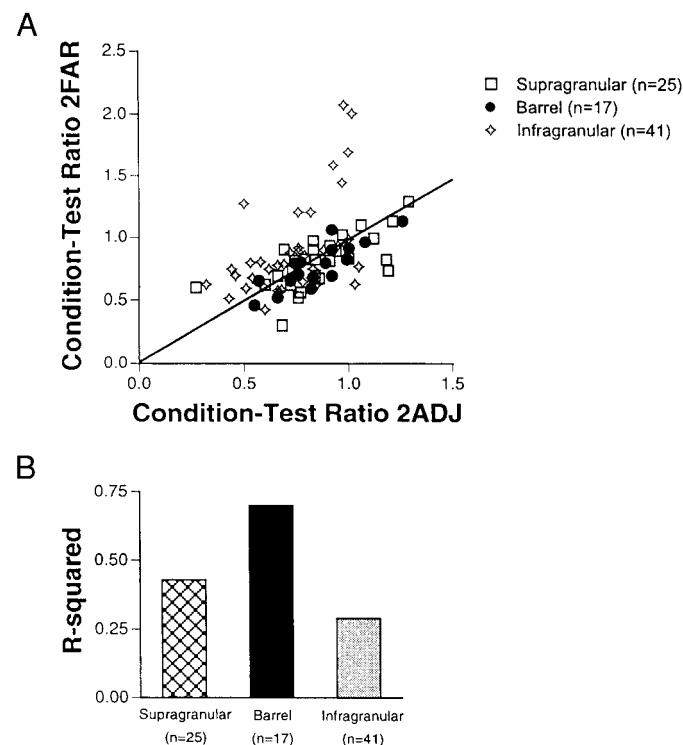 A
Condition-Test Ratio 2FAR
2.5
2.0
1.5
1.0
0.5
0.0
0.0 0.5 1.0 1.5
Condition-Test Ratio 2ADJ
Supragranular (n=25)
Barrel (n=17)
Infragranular (n=41)
B
R-squared
0.75
0.50
0.25
0.00
Supragranular Barrel Infragranular
(n=25) (n=17) (n=41)